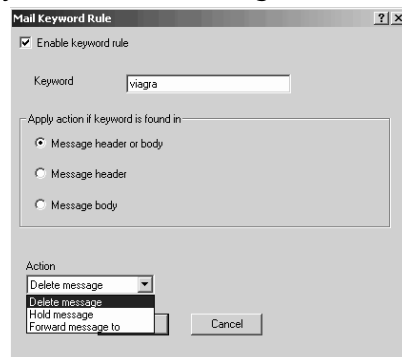 Mail Keyword Rule ? X
Enable keyword rule
Keyword viagra
Apply action if keyword is found in
Message header or body
Message header
Message body
Action
Delete message
Delete message
Hold message
Forward message to
Cancel